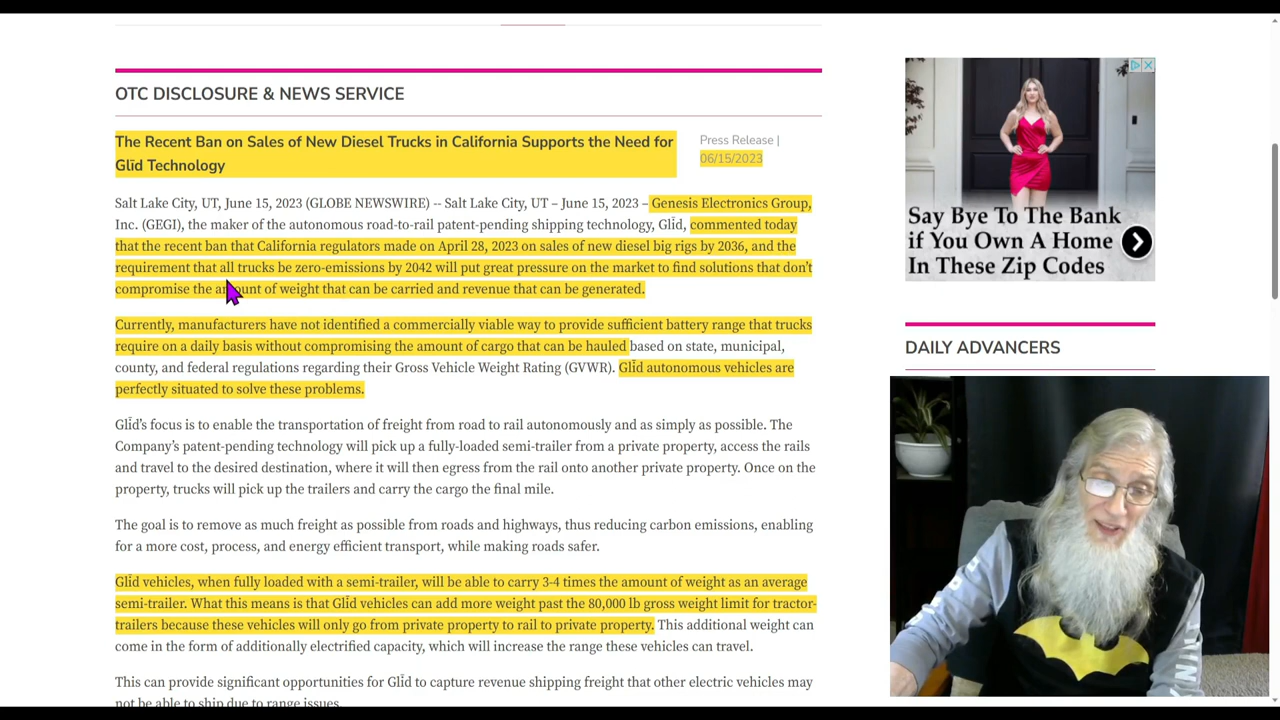 OTC DISCLOSURE & NEWS SERVICE
The Recent Ban on Sales of New Diesel Trucks in California Supports the Need for
Glīd Technology
Press Release |
06/15/2023
Salt Lake City, UT, June 15, 2023 (GLOBE NEWSWIRE) -- Salt Lake City, UT – June 15, 2023 – Genesis Electronics Group,
Inc. (GEGI), the maker of the autonomous road-to-rail patent-pending shipping technology, Glīd, commented today
that the recent ban that California regulators made on April 28, 2023 on sales of new diesel big rigs by 2036, and the
requirement that all trucks be zero-emissions by 2042 will put great pressure on the market to find solutions that don't
compromise the amount of weight that can be carried and revenue that can be generated.
Currently, manufacturers have not identified a commercially viable way to provide sufficient battery range that trucks
require on a daily basis without compromising the amount of cargo that can be hauled based on state, municipal,
county, and federal regulations regarding their Gross Vehicle Weight Rating (GVWR). Glīd autonomous vehicles are
perfectly situated to solve these problems.
Glīd's focus is to enable the transportation of freight from road to rail autonomously and as simply as possible. The
Company's patent-pending technology will pick up a fully-loaded semi-trailer from a private property, access the rails
and travel to the desired destination, where it will then egress from the rail onto another private property. Once on the
property, trucks will pick up the trailers and carry the cargo the final mile.
The goal is to remove as much freight as possible from roads and highways, thus reducing carbon emissions, enabling
for a more cost, process, and energy efficient transport, while making roads safer.
Glīd vehicles, when fully loaded with a semi-trailer, will be able to carry 3-4 times the amount of weight as an average
semi-trailer. What this means is that Glīd vehicles can add more weight past the 80,000 lb gross weight limit for tractor-
trailers because these vehicles will only go from private property to rail to private property. This additional weight can
come in the form of additionally electrified capacity, which will increase the range these vehicles can travel.
This can provide significant opportunities for Glīd to capture revenue shipping freight that other electric vehicles may
not be able to ship due to range issues.
Say Bye To The Bank
if You Own A Home
In These Zip Codes
DAILY ADVANCERS